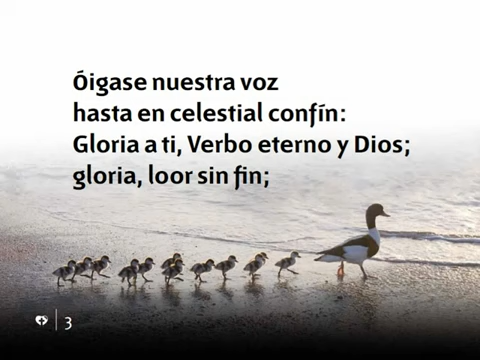 Óigase nuestra voz
hasta en celestial confín:
Gloria a ti, Verbo eterno y Dios;
gloria, loor sin fin;
3